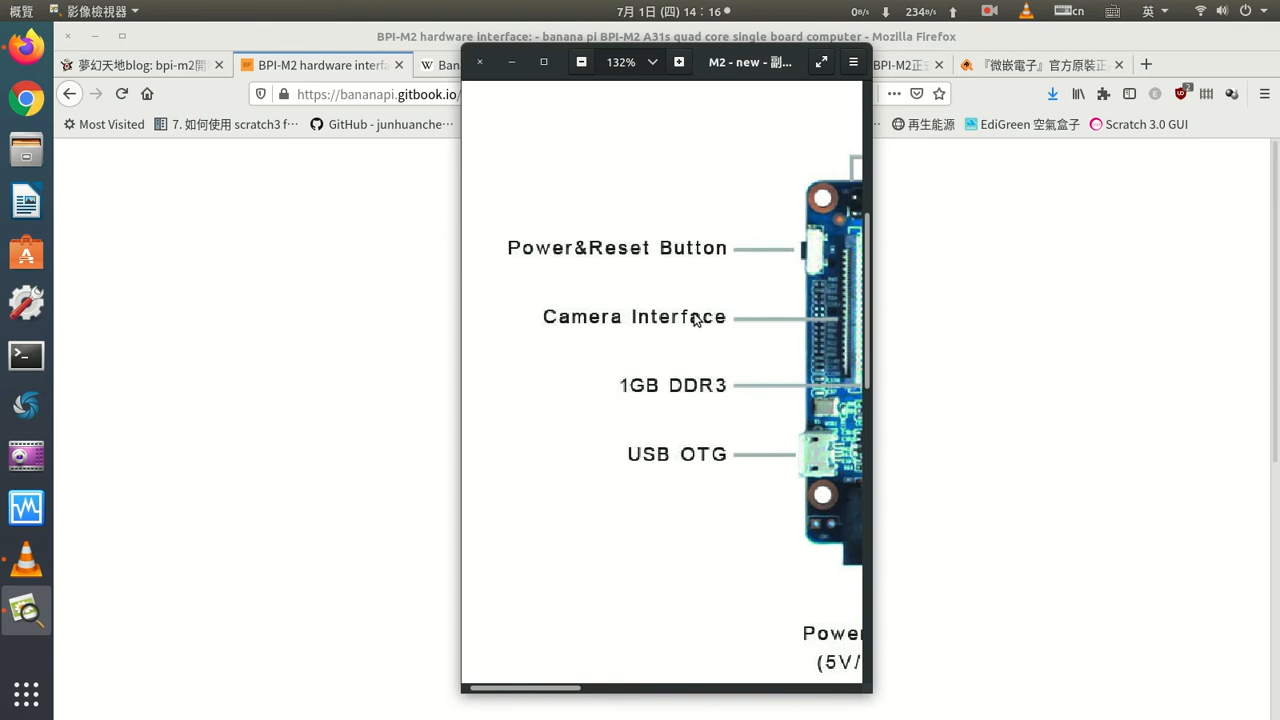 概覽 影像檢視器 7月 1日(四) 14:16 0B/s 234B/s cn 英
BPI-M2 hardware interface: - banana pi BPI-M2 A31s quad core single board computer - Mozilla Firefox
夢幻天地blog: bpi-m2開 BPI-M2 hardware interfa Ban BPI-M2正式 『微嵌電子』官方原裝正
132% M2 - new - 副...
https://bananapi.gitbook.io/
Most Visited 7. 如何使用 scratch3 f… GitHub - junhuanche… 再生能源 EdiGreen 空氣盒子 Scratch 3.0 GUI
Power&Reset Button
Camera Interface
1GB DDR3
USB OTG
Power
(5V/